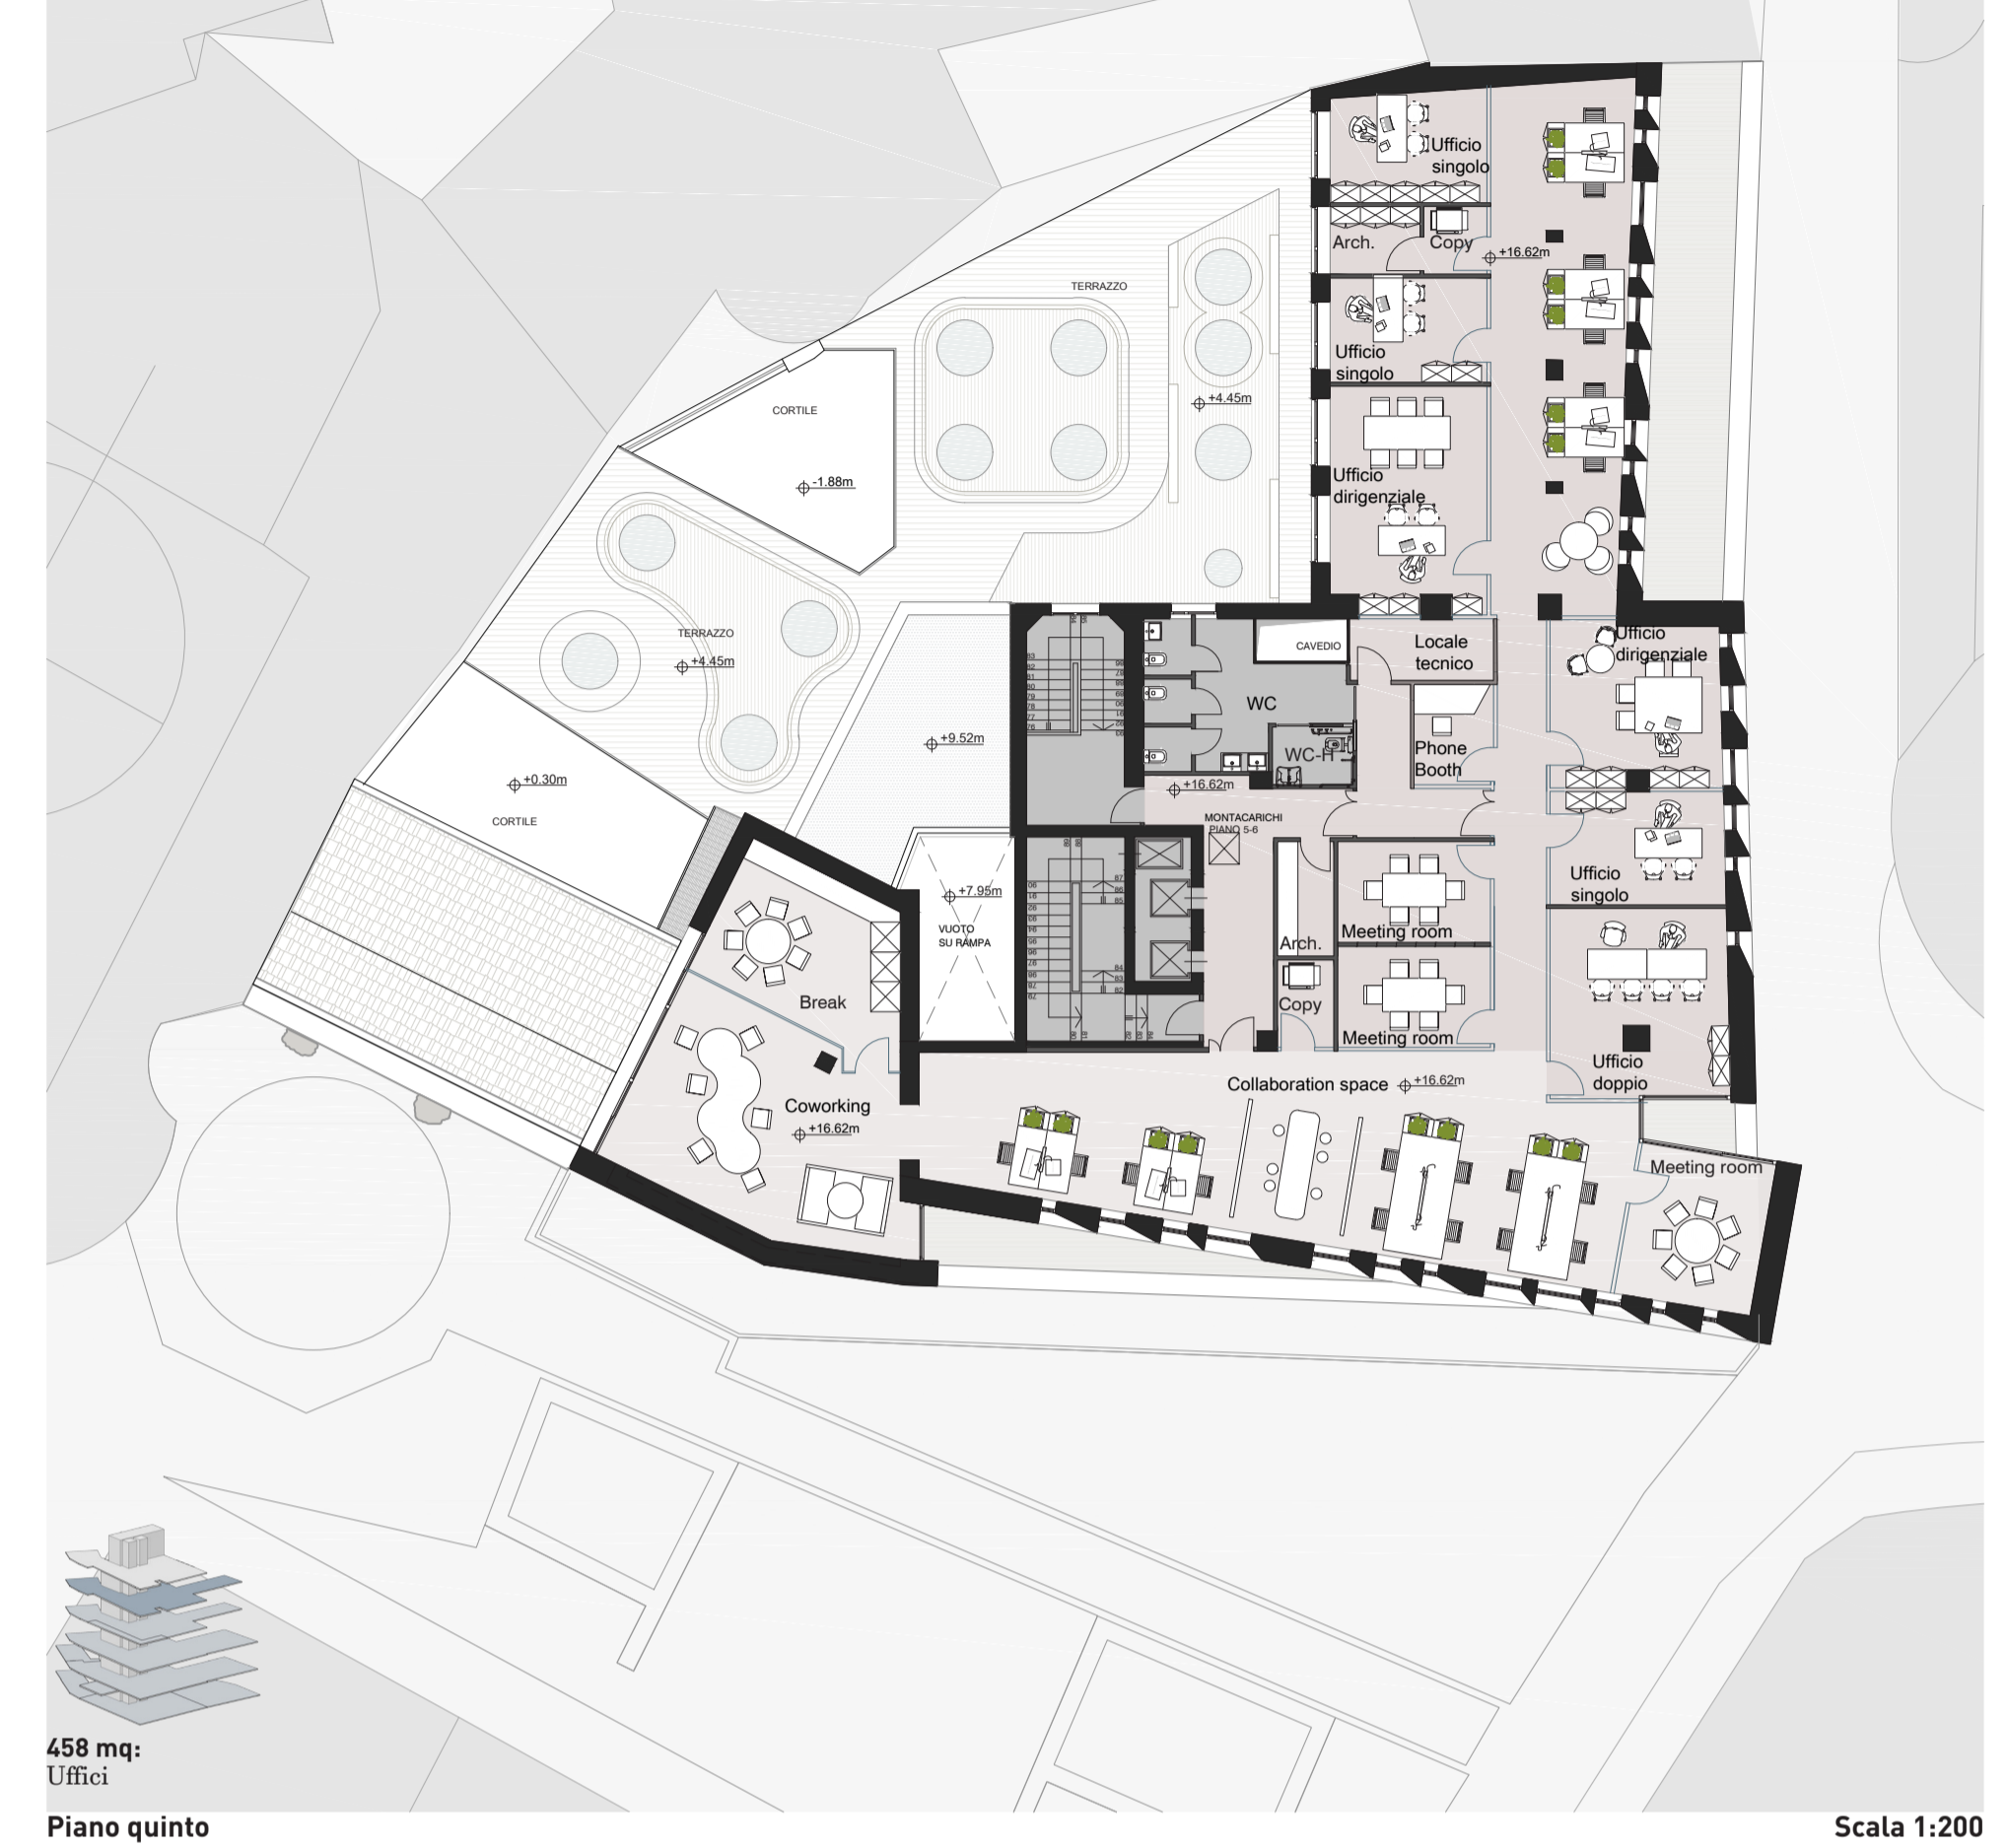 Ufficio
singolo
Arch.
Copy
+16.62m
TERRAZZO
Ufficio
singolo
+4.45m
CORTILE
-1.88m
Ufficio
dirigenziale
TERRAZZO
+4.45m
CAVEDIO
Locale
tecnico
Ufficio
dirigenziale
WC
WC-H
Phone
Booth
+9.52m
+0.30m
CORTILE
+16.62m
MONTACARICHI
PIANO 5-6
+7.95m
VUOTO
SU RAMPA
Ufficio
singolo
Meeting room
Arch.
Break
Copy
Meeting room
Ufficio
doppio
Collaboration space
+16.62m
Coworking
+16.62m
Meeting room
458 mq:
Uffici
Piano quinto
Scala 1:200